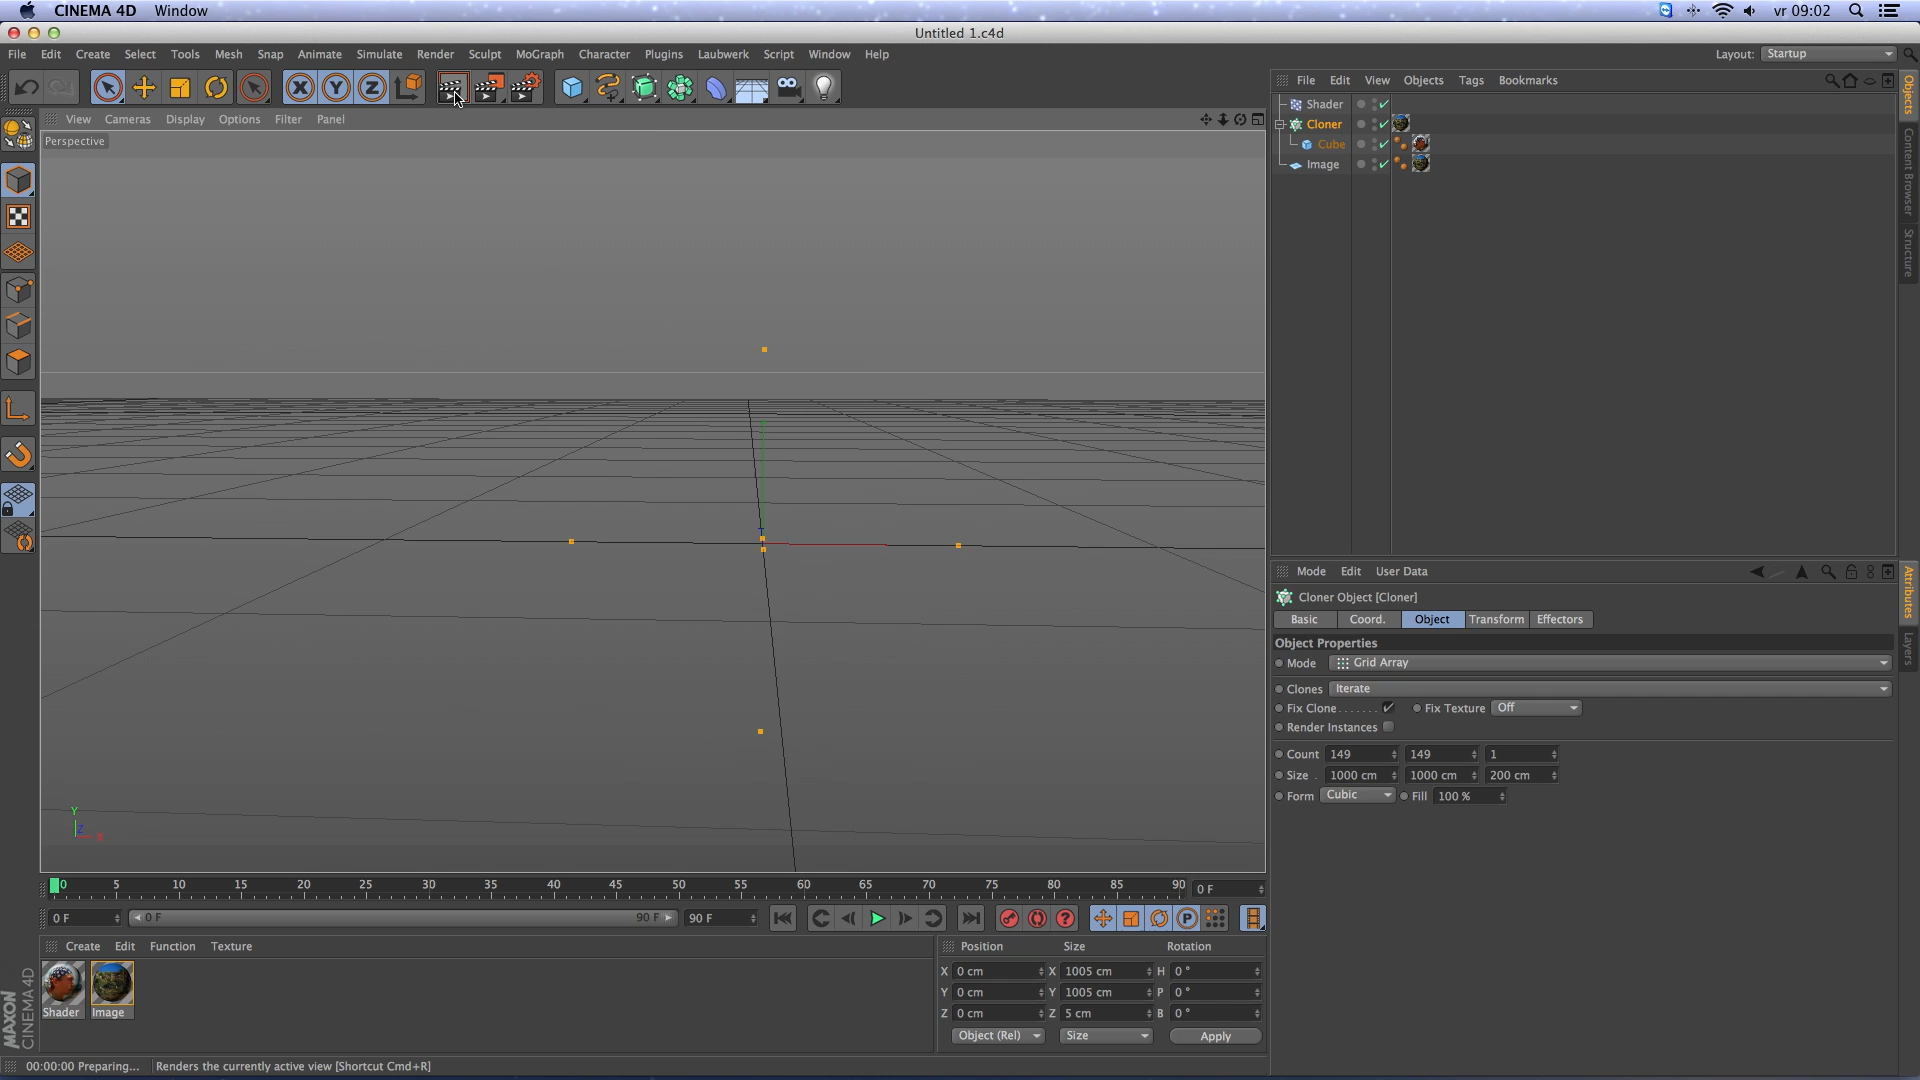 CINEMA 4D Window vr 09:02
Untitled 1.c4d
File Edit Create Select Tools Mesh Snap Animate Simulate Render Sculpt MoGraph Character Plugins Laubwerk Script Window Help Layout: Startup
X Y Z
File Edit View Objects Tags Bookmarks
View Cameras Display Options Filter Panel
Perspective
Shader
Cloner
Cube
Image
Objects
Content Browser
Structure
Mode Edit User Data
Cloner Object [Cloner]
Basic Coord. Object Transform Effectors
Object Properties
Mode Grid Array
Clones Iterate
Fix Clone....... Fix Texture Off
Render Instances
Count 149 149 1
Size . 1000 cm 1000 cm 200 cm
Form Cubic Fill 100 %
Attributes
Layers
Y
Z
X
0 5 10 15 20 25 30 35 40 45 50 55 60 65 70 75 80 85 90 0 F
0 F 0 F 90 F 90 F ? P
Create Edit Function Texture
Shader Image
Position Size Rotation
X 0 cm X 1005 cm H 0 °
Y 0 cm Y 1005 cm P 0 °
Z 0 cm Z 5 cm B 0 °
Object (Rel) Size Apply
MAXON
CINEMA 4D
00:00:00 Preparing... Renders the currently active view [Shortcut Cmd+R]